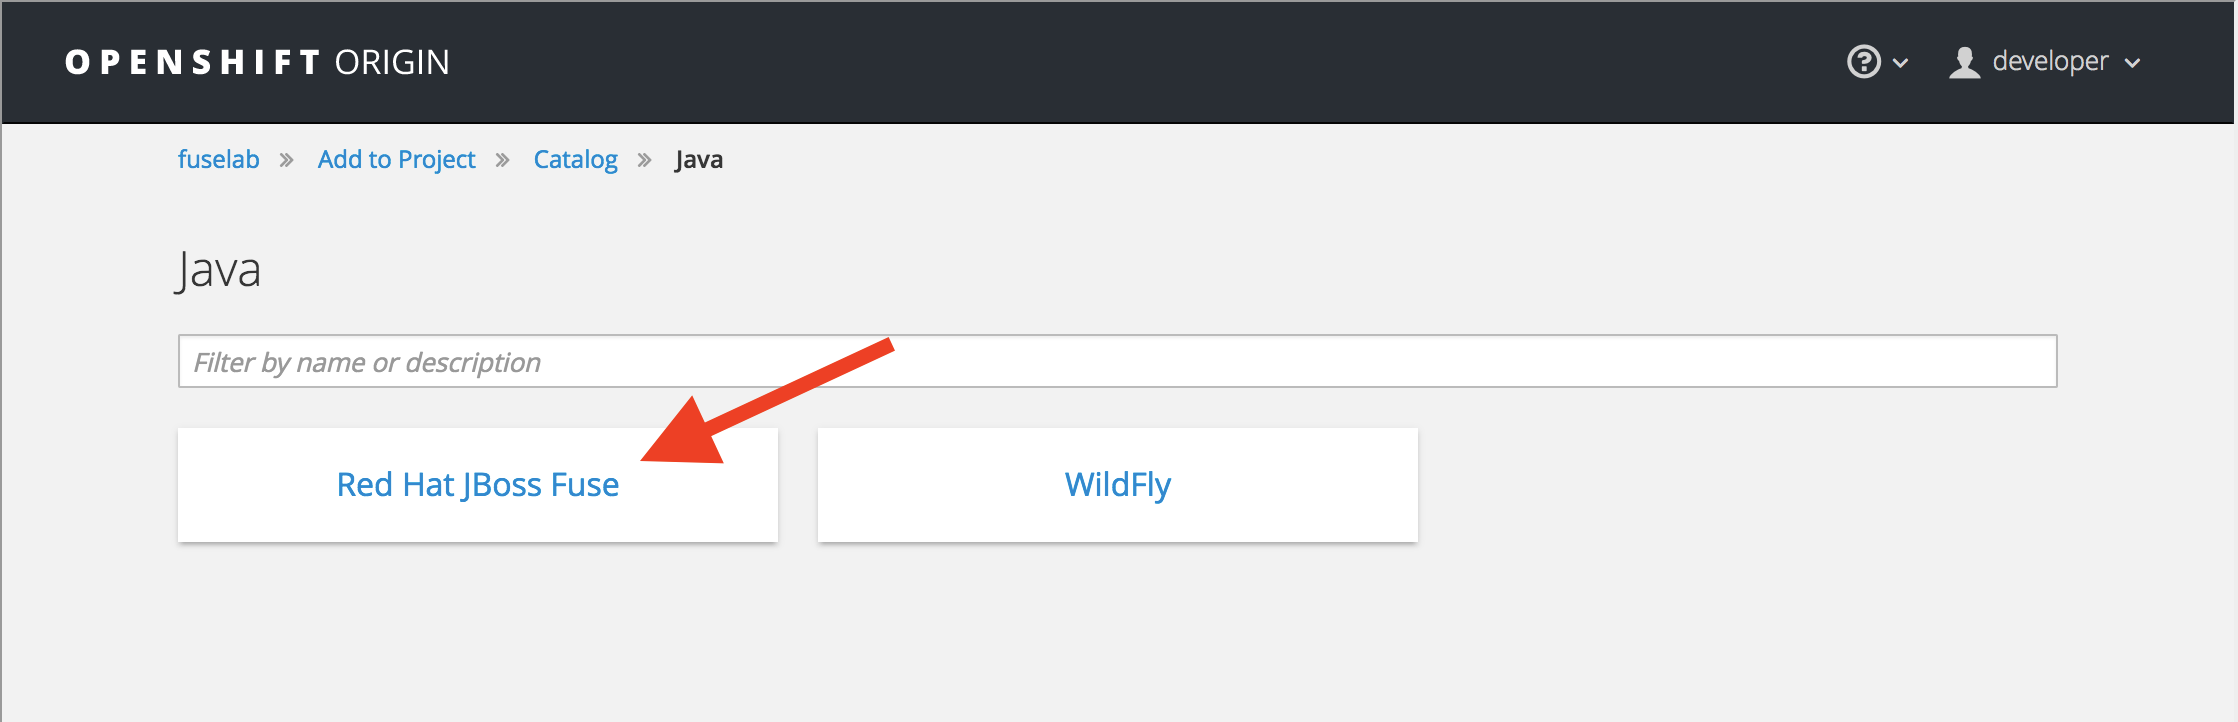 OPENSHIFT ORIGIN
developer
fuselab » Add to Project » Catalog » Java
Java
Filter by name or description
Red Hat JBoss Fuse
WildFly